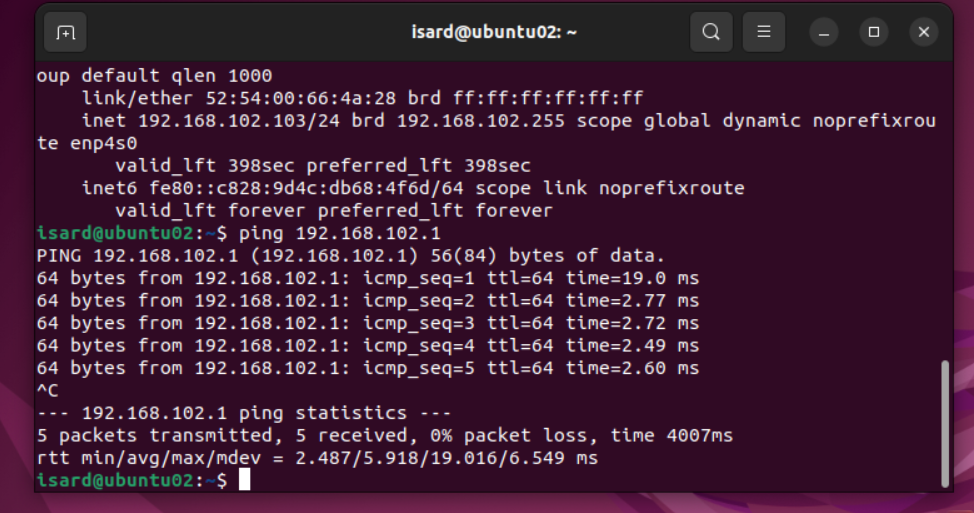 isard@ubuntu02: ~
oup default qlen 1000
link/ether 52:54:00:66:4a:28 brd ff:ff:ff:ff:ff:ff
inet 192.168.102.103/24 brd 192.168.102.255 scope global dynamic noprefixrou
te enp4s0
valid_lft 398sec preferred_lft 398sec
inet6 fe80::c828:9d4c:db68:4f6d/64 scope link noprefixroute
valid_lft forever preferred_lft forever
isard@ubuntu02:~$ ping 192.168.102.1
PING 192.168.102.1 (192.168.102.1) 56(84) bytes of data.
64 bytes from 192.168.102.1: icmp_seq=1 ttl=64 time=19.0 ms
64 bytes from 192.168.102.1: icmp_seq=2 ttl=64 time=2.77 ms
64 bytes from 192.168.102.1: icmp_seq=3 ttl=64 time=2.72 ms
64 bytes from 192.168.102.1: icmp_seq=4 ttl=64 time=2.49 ms
64 bytes from 192.168.102.1: icmp_seq=5 ttl=64 time=2.60 ms
^C
--- 192.168.102.1 ping statistics ---
5 packets transmitted, 5 received, 0% packet loss, time 4007ms
rtt min/avg/max/mdev = 2.487/5.918/19.016/6.549 ms
isard@ubuntu02:~$